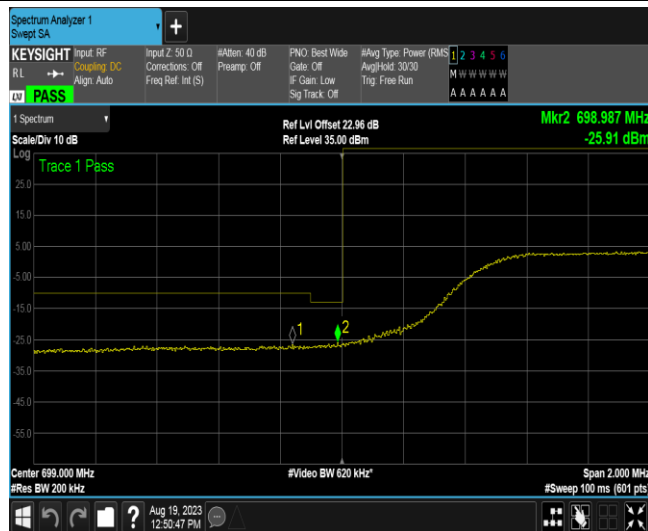 Spectrum Analyzer 1
Swept SA
+
KEYSIGHT
RL
LXI
PASS
Input: RF
Coupling: DC
Align: Auto
Input Z: 50 Ω
Corrections: Off
Freq Ref: Int (S)
#Atten: 40 dB
Preamp: Off
PNO: Best Wide
Gate: Off
IF Gain: Low
Sig Track: Off
#Avg Type: Power (RMS
Avg|Hold: 30/30
Trig: Free Run
1 2 3 4 5 6
M W W W W W
A A A A A A
1 Spectrum
Scale/Div 10 dB
Ref Lvl Offset 22.96 dB
Ref Level 35.00 dBm
Mkr2 698.987 MHz
-25.91 dBm
Log
Trace 1 Pass
25.0
15.0
5.00
-5.00
-15.0
-25.0
-35.0
-45.0
-55.0
1
2
Center 699.000 MHz
#Res BW 200 kHz
#Video BW 620 kHz*
Span 2.000 MHz
#Sweep 100 ms (601 pts)
?
Aug 19, 2023
12:50:47 PM